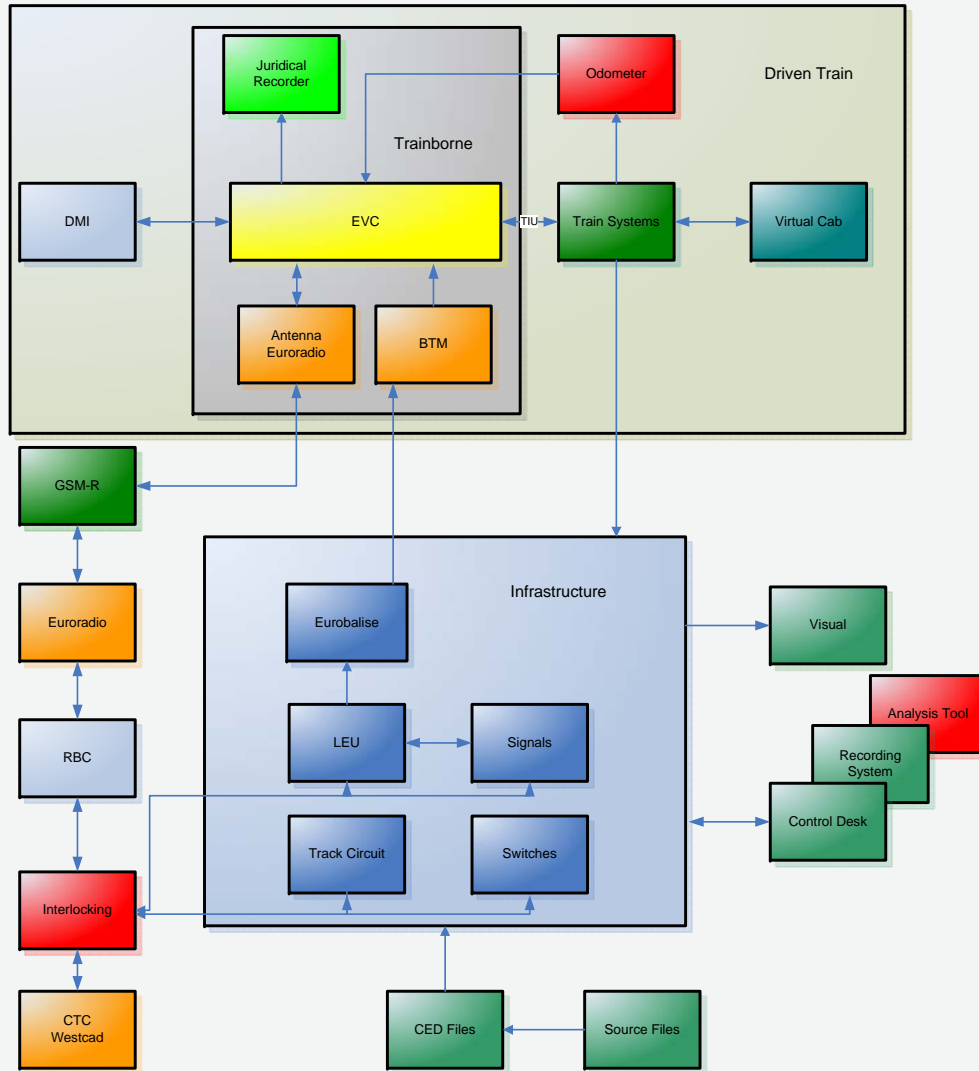 Juridical
Recorder
Odometer
Driven Train
Trainborne
DMI
EVC
TIU
Train Systems
Virtual Cab
Antenna
Euroradio
BTM
GSM-R
Infrastructure
Eurobalise
Euroradio
Visual
Analysis Tool
RBC
LEU
Signals
Recording
System
Control Desk
Track Circuit
Switches
Interlocking
CTC
Westcad
CED Files
Source Files